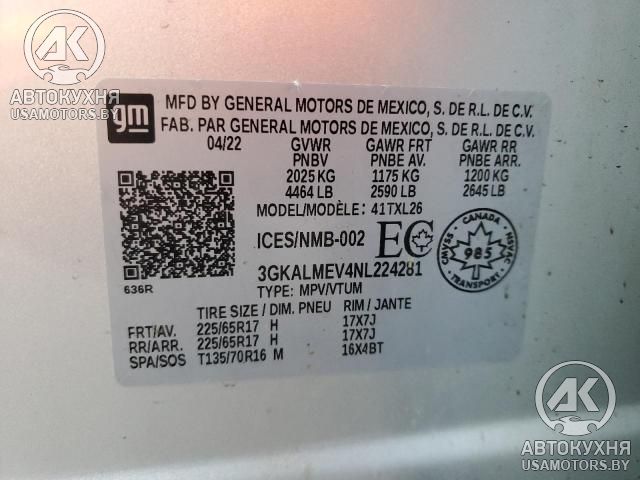 АВТОКУХНЯ
USAMOTORS.BY
gm
MFD BY GENERAL MOTORS DE MEXICO, S. DE R.L. DE C.V.
FAB. PAR GENERAL MOTORS DE MEXICO, S. DE R.L. DE C.V.
04/22 GVWR GAWR FRT GAWR RR
PNBV PNBE AV. PNBE ARR.
2025 KG 1175 KG 1200 KG
4464 LB 2590 LB 2645 LB
MODEL/MODÈLE: 41TXL26
ICES/NMB-002 EC
CANADA
CMVSS 985 NSVAC
3GKALMEV4NL224281
TYPE: MPV/VTUM
636R
TIRE SIZE / DIM. PNEU RIM / JANTE
FRT/AV. 225/65R17 H 17X7J
RR/ARR. 225/65R17 H 17X7J
SPA/SOS T135/70R16 M 16X4BT
АВТОКУХНЯ
USAMOTORS.BY